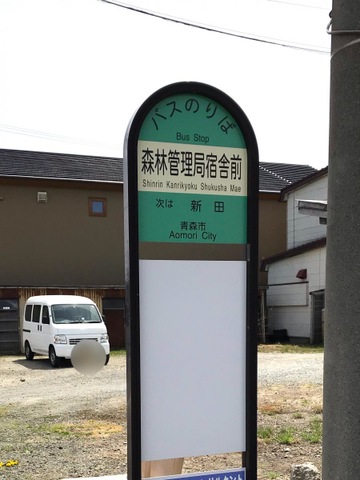 バスのりば
Bus Stop
森林管理局宿舎前
Shinrin Kanrikyoku Shukusha Mae
次は 新田
青森市
Aomori City